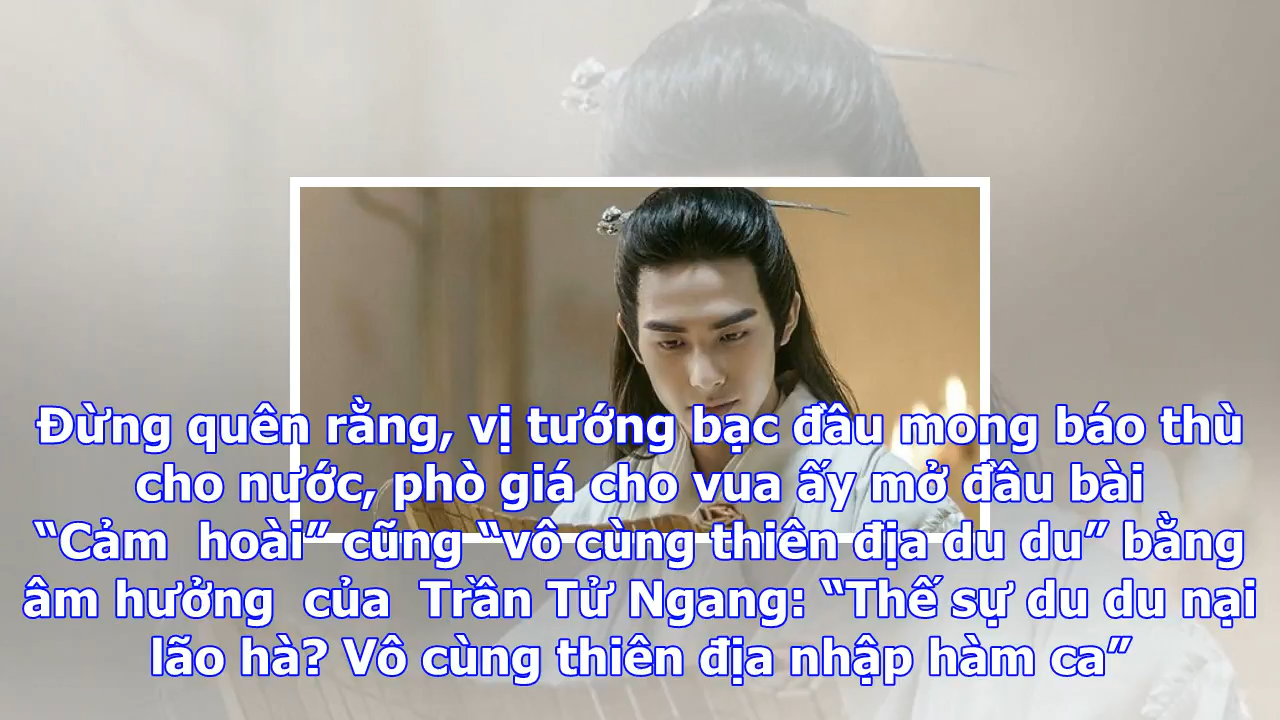 Đừng quên rằng, vị tướng bạc đầu mong báo thù
cho nước, phò giá cho vua ấy mở đầu bài
“Cảm hoài” cũng “vô cùng thiên địa du du” bằng
âm hưởng của Trần Tử Ngang: “Thế sự du du nại
lão hà? Vô cùng thiên địa nhập hàm ca”